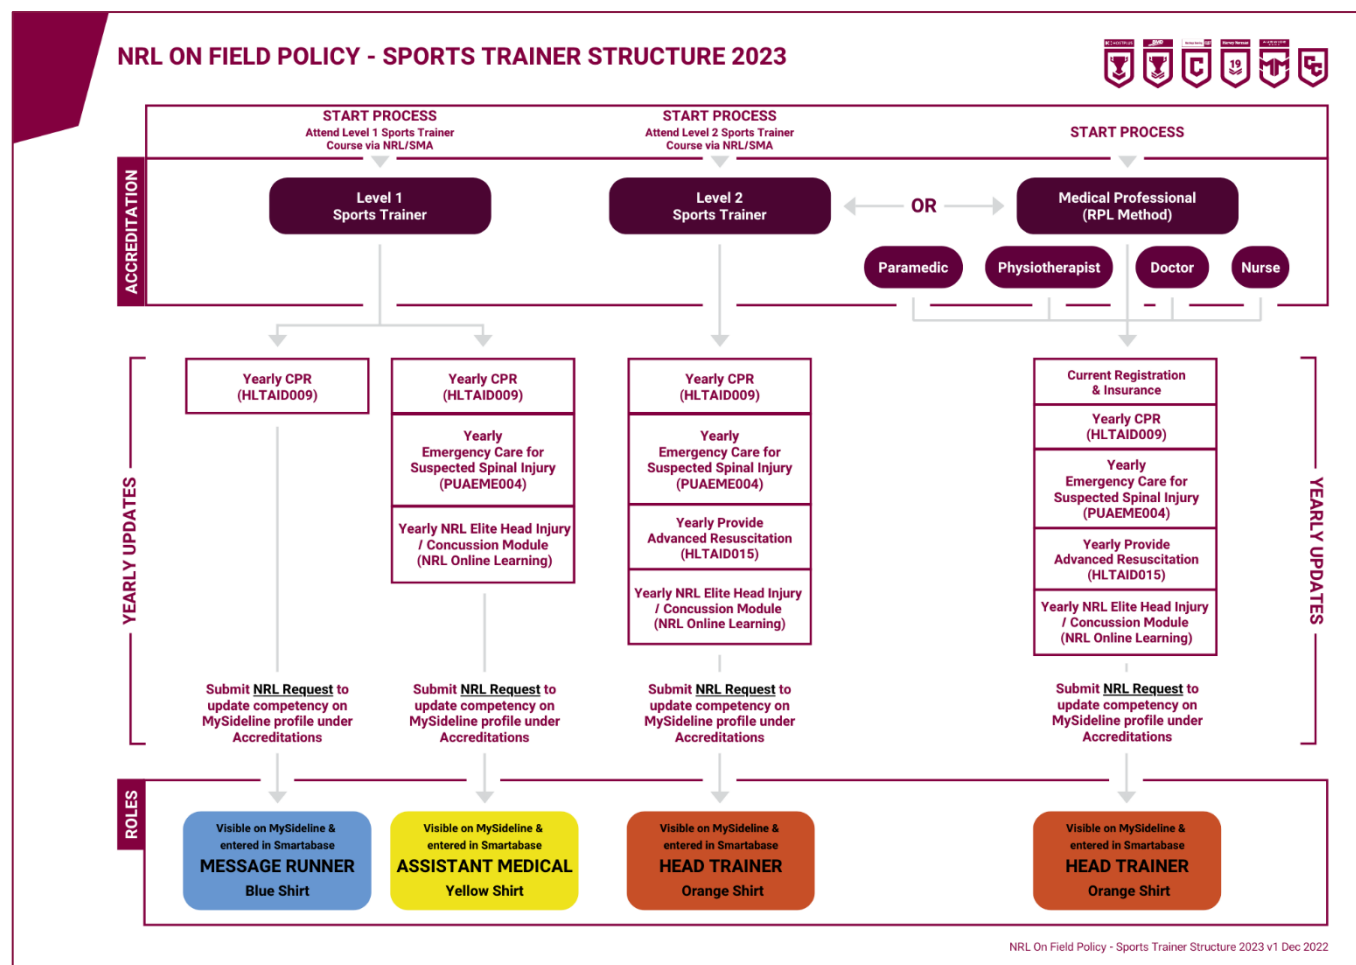 NRL ON FIELD POLICY - SPORTS TRAINER STRUCTURE 2023
START PROCESS
Attend Level 1 Sports Trainer
Course via NRL/SMA
START PROCESS
Attend Level 2 Sports Trainer
Course via NRL/SMA
START PROCESS
ACCREDITATION
Level 1
Sports Trainer
Level 2
Sports Trainer
OR
Medical Professional
(RPL Method)
Paramedic
Physiotherapist
Doctor
Nurse
YEARLY UPDATES
Yearly CPR
(HLTAID009)
Submit NRL Request to
update competency on
MySideline profile under
Accreditations
Yearly CPR
(HLTAID009)
Yearly
Emergency Care for
Suspected Spinal Injury
(PUAEME004)
Yearly NRL Elite Head Injury
/ Concussion Module
(NRL Online Learning)
Submit NRL Request to
update competency on
MySideline profile under
Accreditations
Yearly CPR
(HLTAID009)
Yearly
Emergency Care for
Suspected Spinal Injury
(PUAEME004)
Yearly Provide
Advanced Resuscitation
(HLTAID015)
Yearly NRL Elite Head Injury
/ Concussion Module
(NRL Online Learning)
Submit NRL Request to
update competency on
MySideline profile under
Accreditations
Current Registration
& Insurance
Yearly CPR
(HLTAID009)
Yearly
Emergency Care for
Suspected Spinal Injury
(PUAEME004)
Yearly Provide
Advanced Resuscitation
(HLTAID015)
Yearly NRL Elite Head Injury
/ Concussion Module
(NRL Online Learning)
Submit NRL Request to
update competency on
MySideline profile under
Accreditations
YEARLY UPDATES
ROLES
Visible on MySideline &
entered in Smartabase
MESSAGE RUNNER
Blue Shirt
Visible on MySideline &
entered in Smartabase
ASSISTANT MEDICAL
Yellow Shirt
Visible on MySideline &
entered in Smartabase
HEAD TRAINER
Orange Shirt
Visible on MySideline &
entered in Smartabase
HEAD TRAINER
Orange Shirt
NRL On Field Policy - Sports Trainer Structure 2023 v1 Dec 2022